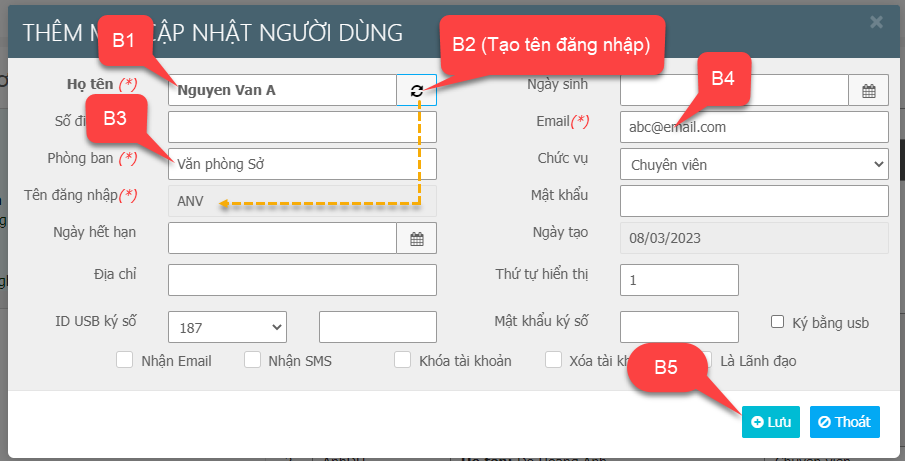 THÊM M CẬP NHẬT NGƯỜI DÙNG
B1
B2 (Tạo tên đăng nhập)
Họ tên (*)
Nguyen Van A
Ngày sinh
B4
Số đi
B3
Email(*)
abc@email.com
Phòng ban (*)
Văn phòng Sở
Chức vụ
Chuyên viên
Tên đăng nhập(*)
ANV
Mật khẩu
Ngày hết hạn
Ngày tạo
08/03/2023
Địa chỉ
Thứ tự hiển thị
1
ID USB ký số
187
Mật khẩu ký số
Ký bằng usb
Nhận Email
Nhận SMS
Khóa tài khoản
Xóa tài kh
Là Lãnh đạo
B5
Lưu
Thoát